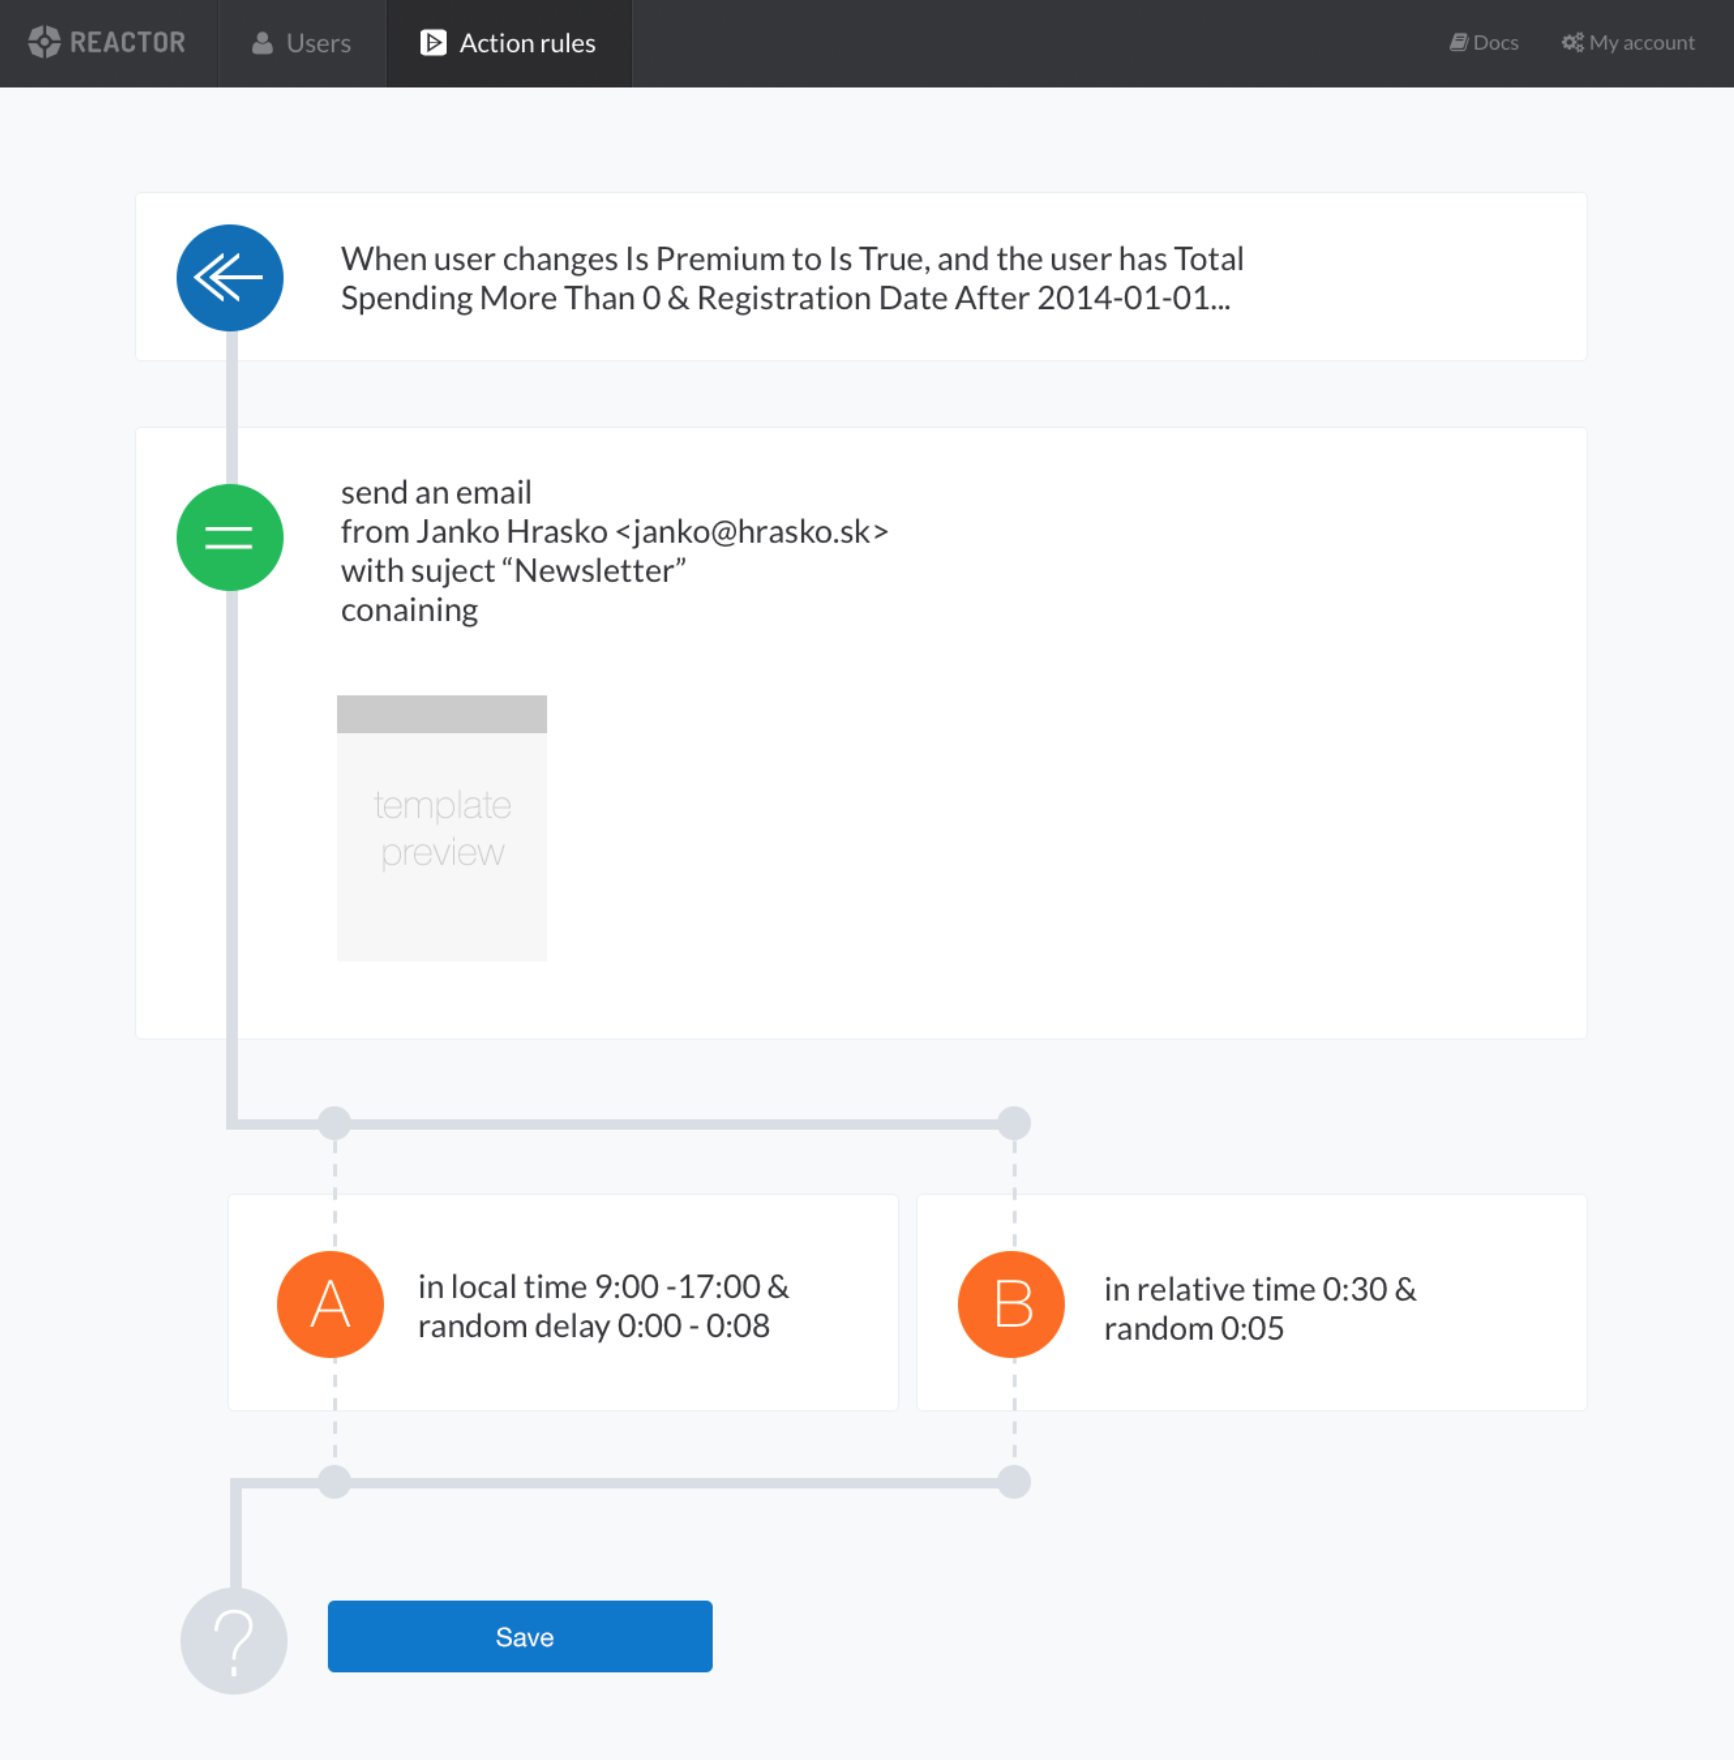 REACTOR
Users
Action rules
Docs
My account
When user changes Is Premium to Is True, and the user has Total
Spending More Than 0 & Registration Date After 2014-01-01...
send an email
from Janko Hrasko <janko@hrasko.sk>
with suject “Newsletter”
conaining
template
preview
A
in local time 9:00 -17:00 &
random delay 0:00 - 0:08
B
in relative time 0:30 &
random 0:05
?
Save